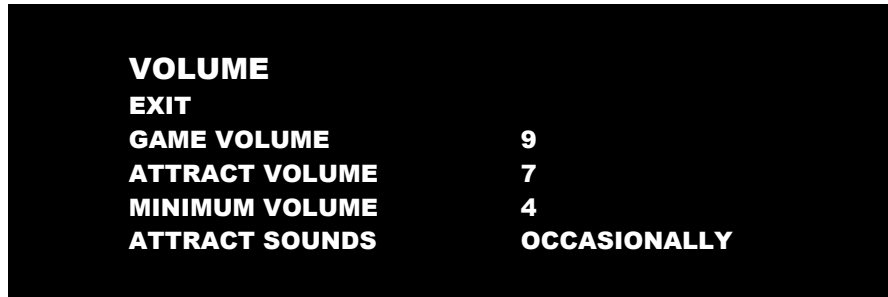 VOLUME
EXIT
GAME VOLUME 9
ATTRACT VOLUME 7
MINIMUM VOLUME 4
ATTRACT SOUNDS OCCASIONALLY